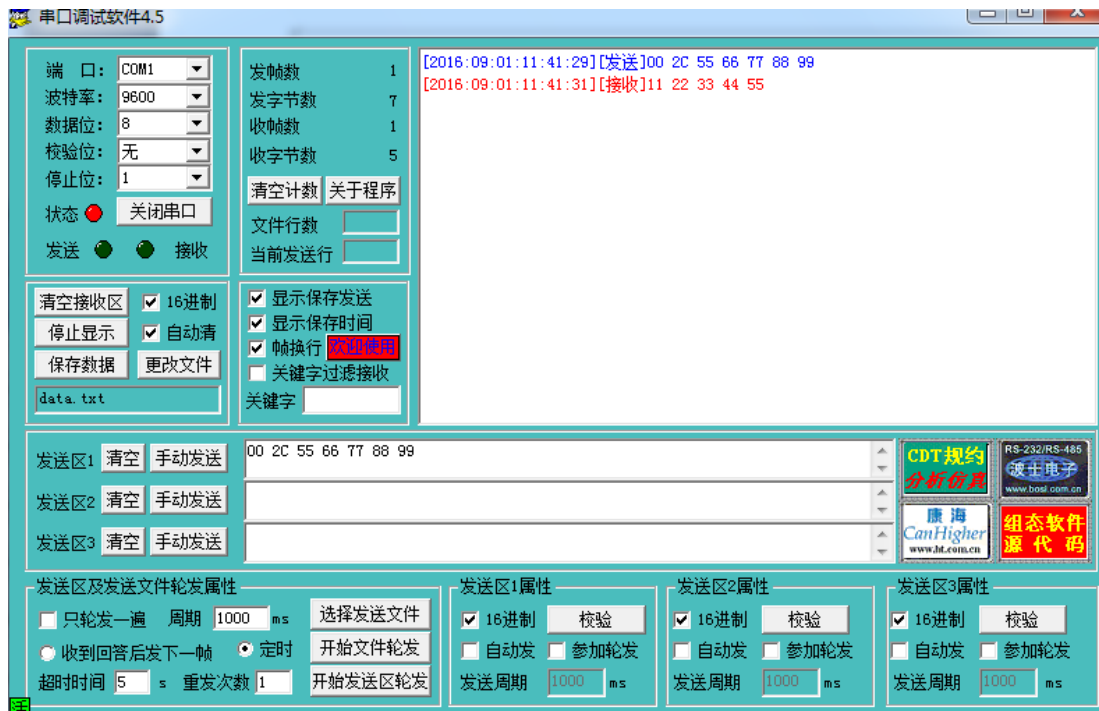 串口调试软件4.5
端 口: COM1
波特率: 9600
数据位: 8
校验位: 无
停止位: 1
状态 关闭串口
发送 接收
发帧数 1
发字节数 7
收帧数 1
收字节数 5
清空计数 关于程序
文件行数
当前发送行
[2016:09:01:11:41:29][发送]00 2C 55 66 77 88 99
[2016:09:01:11:41:31][接收]11 22 33 44 55
清空接收区 16进制
停止显示 自动清
保存数据 更改文件
data.txt
显示保存发送
显示保存时间
帧换行 欢迎使用
关键字过滤接收
关键字
发送区1 清空 手动发送 00 2C 55 66 77 88 99
发送区2 清空 手动发送
发送区3 清空 手动发送
CDT规约
分析仿真
RS-232/RS-485
波士电子
www.bosi.com.cn
康海
CanHigher
www.ht.com.cn
组态软件
源代码
发送区及发送文件轮发属性
只轮发一遍 周期 1000 ms 选择发送文件
收到回答后发下一帧 定时 开始文件轮发
超时时间 5 s 重发次数 1 开始发送区轮发
发送区1属性
16进制 校验
自动发 参加轮发
发送周期 1000 ms
发送区2属性
16进制 校验
自动发 参加轮发
发送周期 1000 ms
发送区3属性
16进制 校验
自动发 参加轮发
发送周期 1000 ms
活